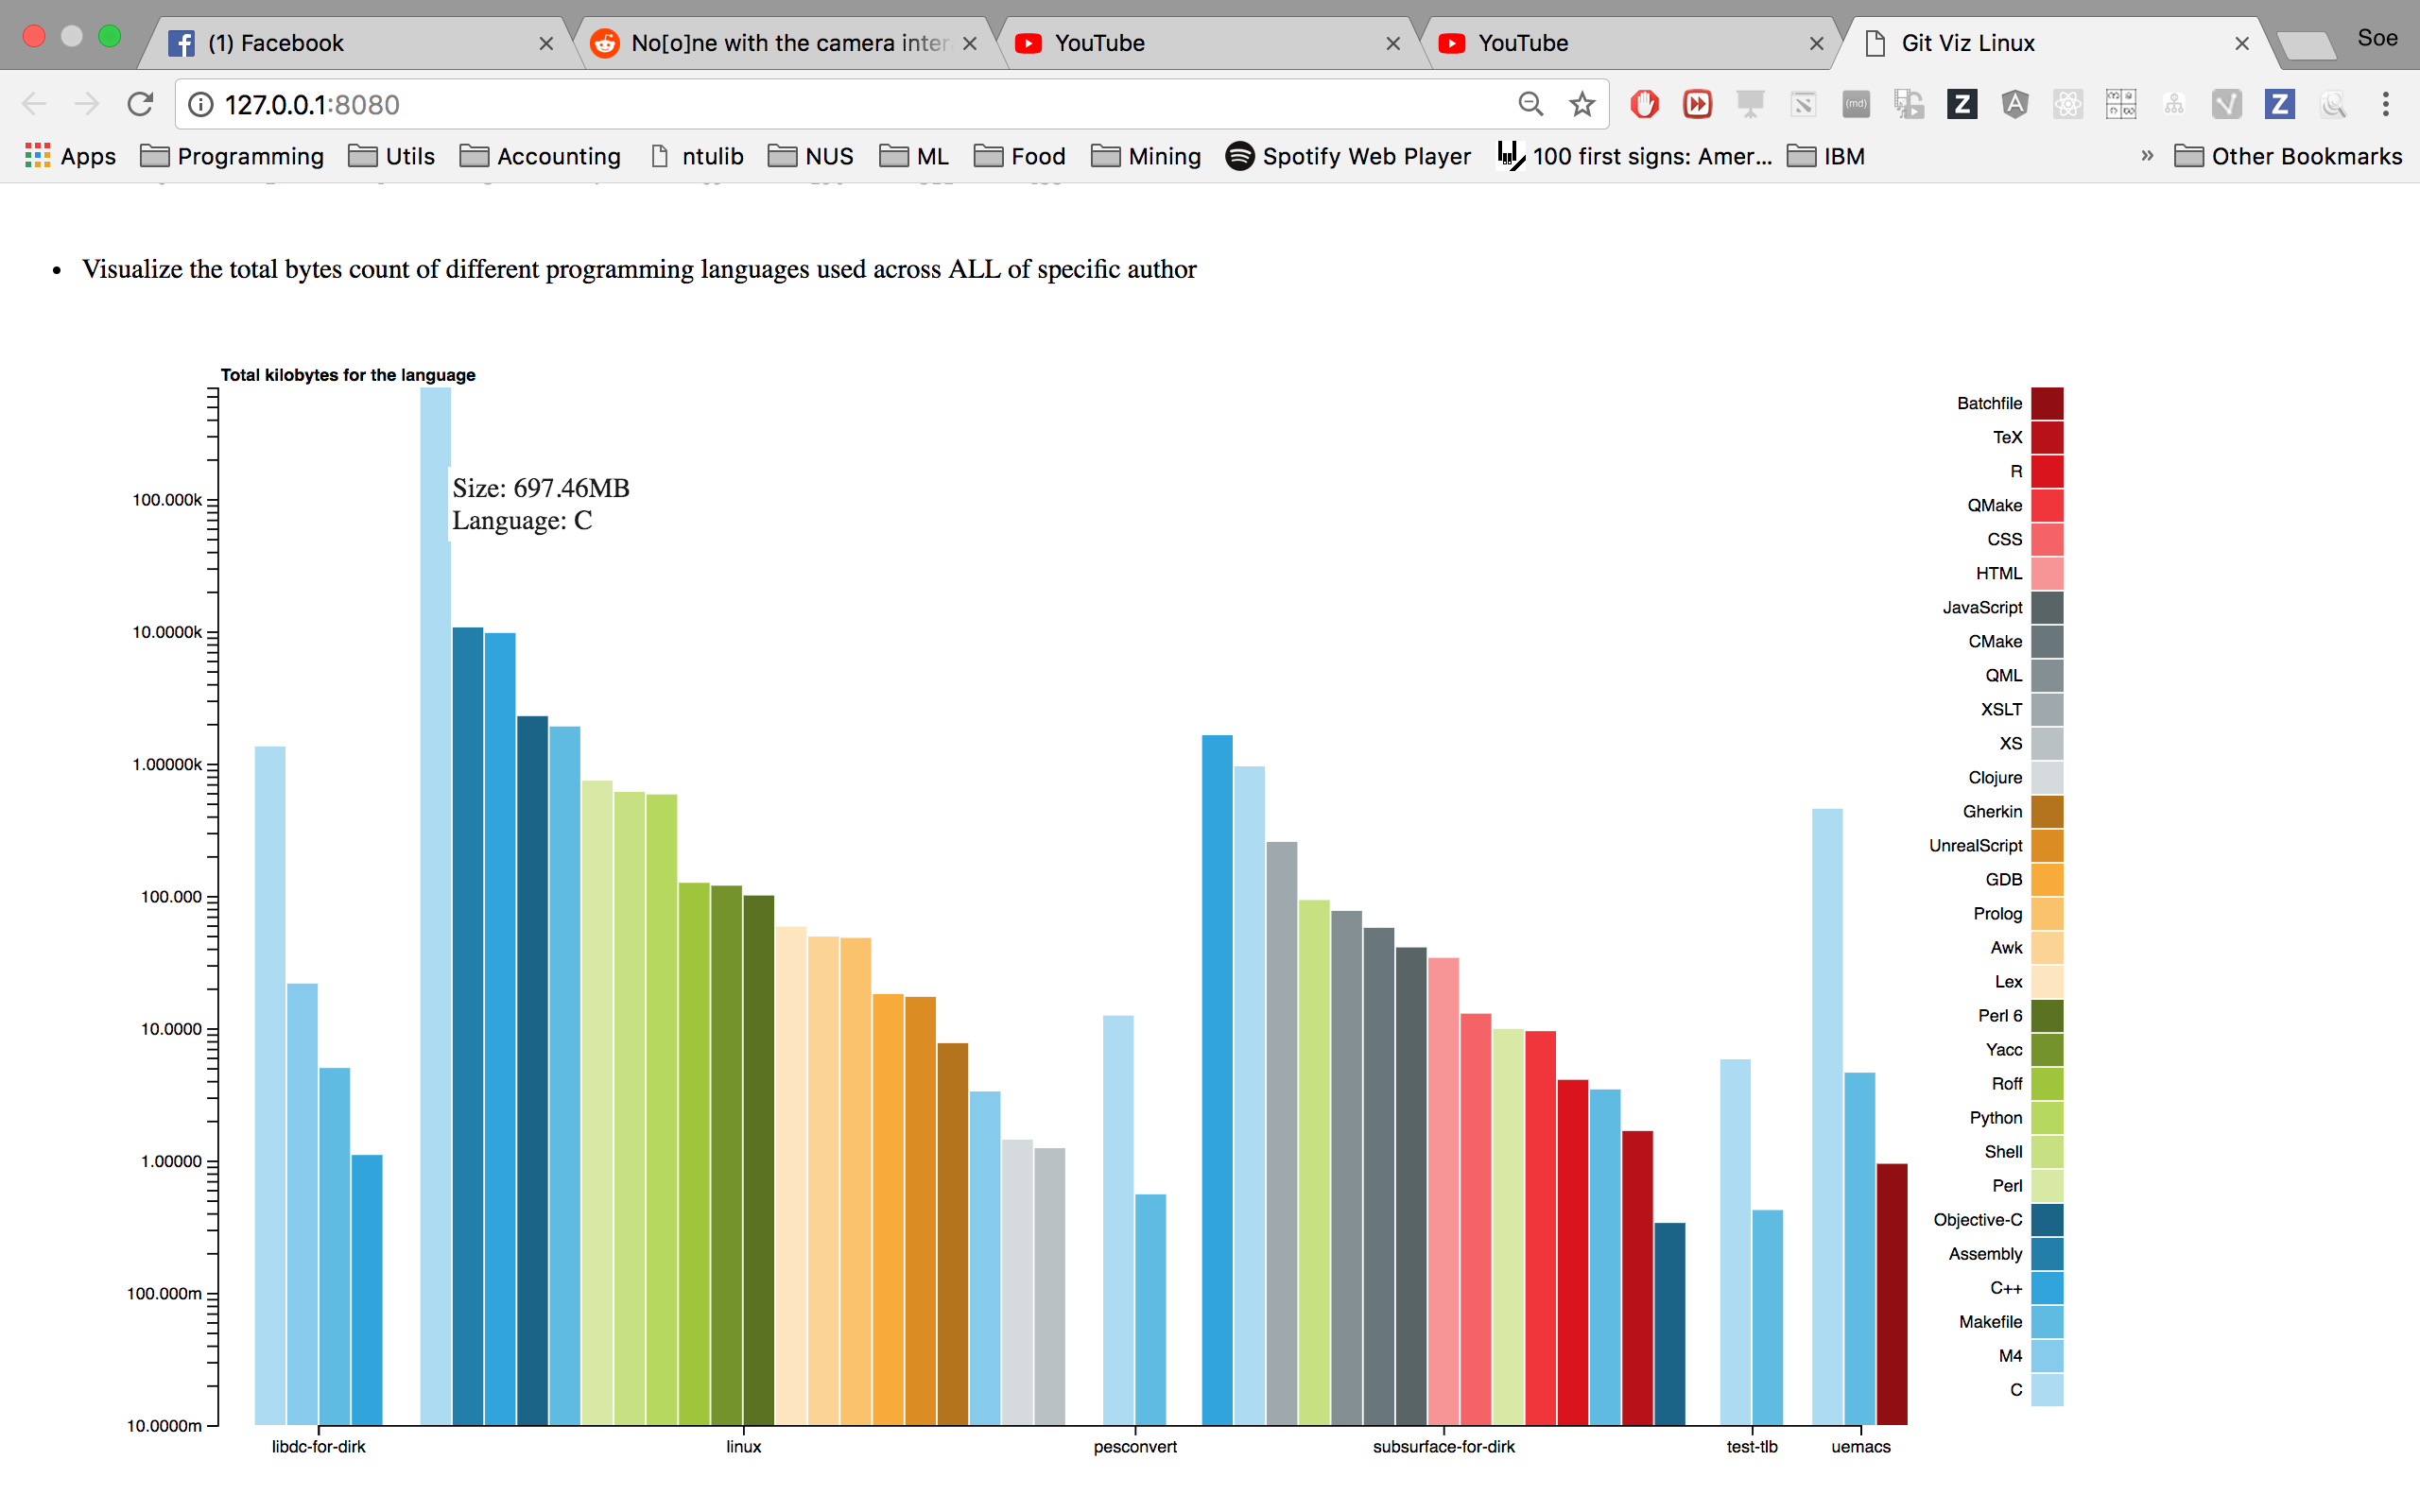 (1) Facebook
No[o]ne with the camera inter
YouTube
YouTube
Git Viz Linux
Soe
127.0.0.1:8080
(md)
Z
A
Z
Apps
Programming
Utils
Accounting
ntulib
NUS
ML
Food
Mining
Spotify Web Player
100 first signs: Amer...
IBM
»
Other Bookmarks
• Visualize the total bytes count of different programming languages used across ALL of specific author
Total kilobytes for the language
Size: 697.46MB
Language: C
100.000k
10.0000k
1.00000k
100.000
10.0000
1.00000
100.000m
10.0000m
libdc-for-dirk
linux
pesconvert
subsurface-for-dirk
test-tlb
uemacs
Batchfile
TeX
R
QMake
CSS
HTML
JavaScript
CMake
QML
XSLT
XS
Clojure
Gherkin
UnrealScript
GDB
Prolog
Awk
Lex
Perl 6
Yacc
Roff
Python
Shell
Perl
Objective-C
Assembly
C++
Makefile
M4
C